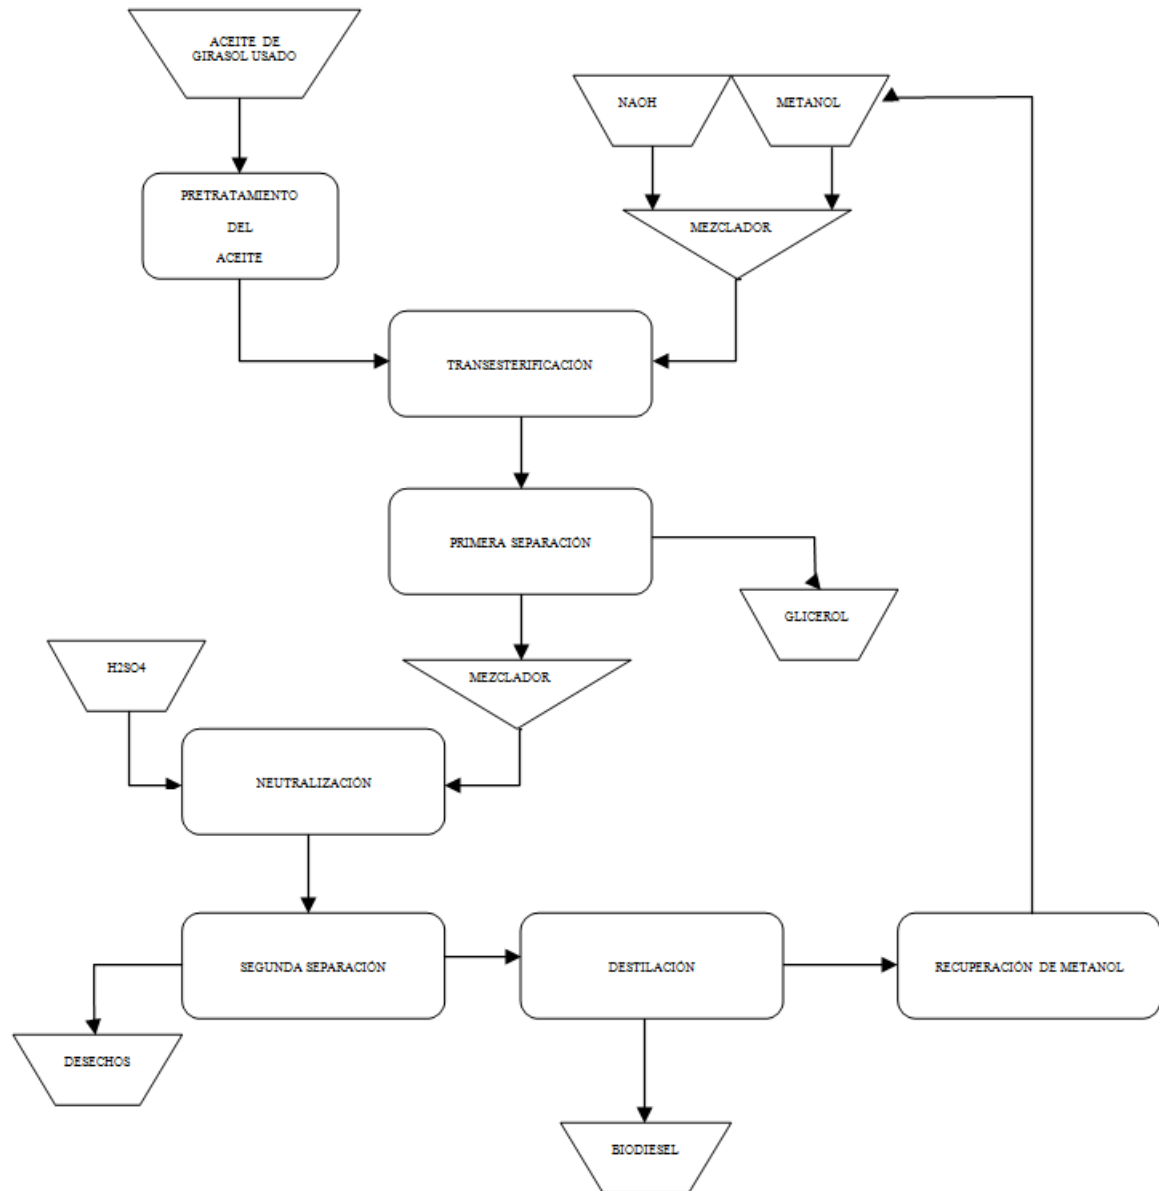 ACEITE DE
GIRASOL USADO
NAOH
METANOL
PRETRATAMIENTO
DEL
ACEITE
MEZCLADOR
TRANSESTERIFICACIÓN
PRIMERA SEPARACIÓN
GLICEROL
H2SO4
MEZCLADOR
NEUTRALIZACIÓN
SEGUNDA SEPARACIÓN
DESTILACIÓN
RECUPERACIÓN DE METANOL
DESECHOS
BIODIESEL